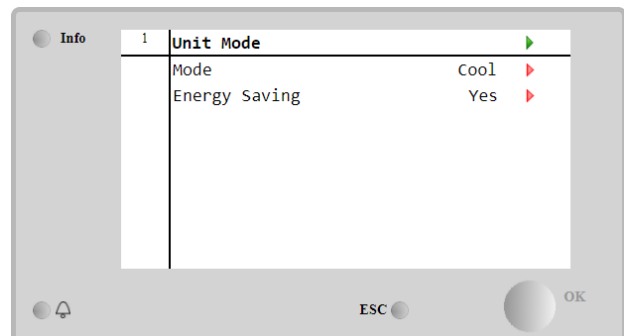 Info
1 Unit Mode
Mode Cool
Energy Saving Yes
ESC
OK